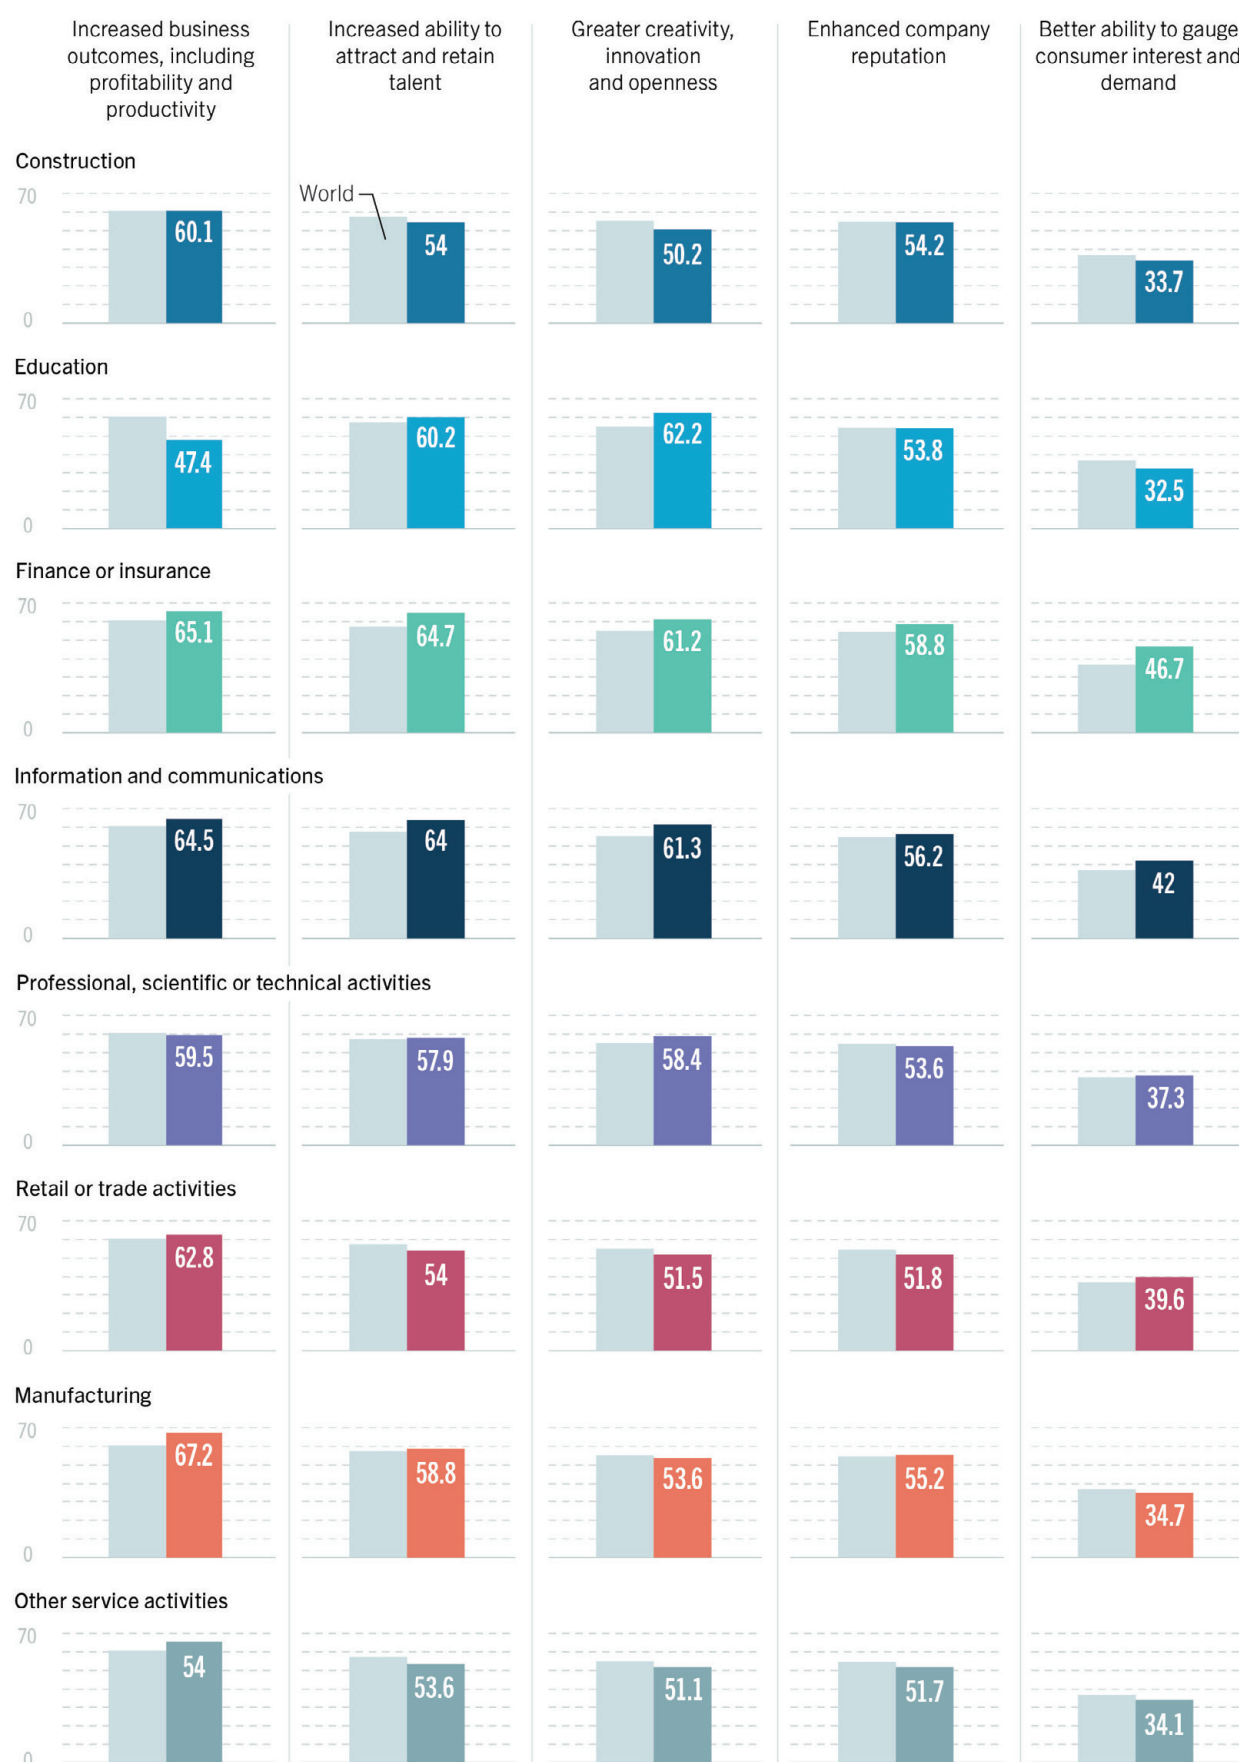 Increased business
outcomes, including
profitability and
productivity
Increased ability to
attract and retain
talent
Greater creativity,
innovation
and openness
Enhanced company
reputation
Better ability to gauge
consumer interest and
demand
Construction
70
World
60.1
54
50.2
54.2
33.7
0
Education
70
47.4
60.2
62.2
53.8
32.5
0
Finance or insurance
70
65.1
64.7
61.2
58.8
46.7
0
Information and communications
70
64.5
64
61.3
56.2
42
0
Professional, scientific or technical activities
70
59.5
57.9
58.4
53.6
37.3
0
Retail or trade activities
70
62.8
54
51.5
51.8
39.6
0
Manufacturing
70
67.2
58.8
53.6
55.2
34.7
0
Other service activities
70
54
53.6
51.1
51.7
34.1
0